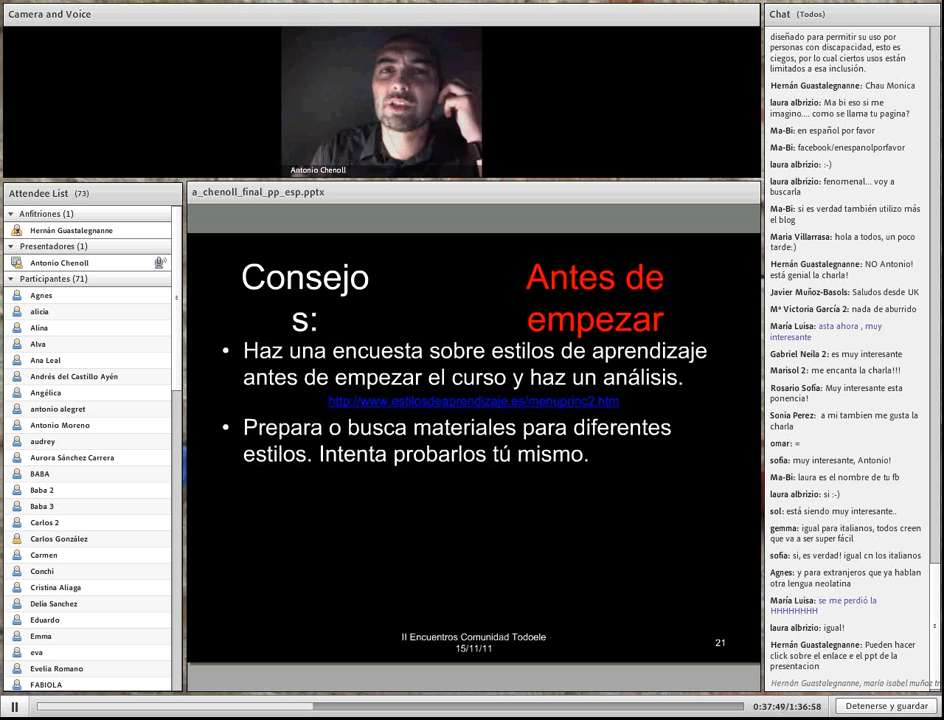 Camera and Voice
Antonio Chenoll
Attendee List (73)
Anfitriones (1)
Hernán Guastalegnanne
Presentadores (1)
Antonio Chenoll
Participantes (71)
Agnes
alicia
Alina
Alva
Ana Leal
Andrés del Castillo Ayén
Angélica
antonio alegret
Antonio Moreno
audrey
Aurora Sánchez Carrera
BABA
Baba 2
Baba 3
Carlos 2
Carlos González
Carmen
Conchi
Cristina Aliaga
Delia Sanchez
Eduardo
Emma
eva
Evelia Romano
FABIOLA
a_chenoll_final_pp_esp.pptx
Consejo
s:
Antes de
empezar
• Haz una encuesta sobre estilos de aprendizaje
antes de empezar el curso y haz un análisis.
http://www.estilosdeaprendizaje.es/menuprinc2.htm
• Prepara o busca materiales para diferentes
estilos. Intenta probarlos tú mismo.
II Encuentros Comunidad Todoele
15/11/11
21
Chat (Todos)
diseñado para permitir su uso por
personas con discapacidad, esto es
ciegos, por lo cual ciertos usos están
limitados a esa inclusión.
Hernán Guastalegnanne: Chau Monica
laura albrizio: Ma bi eso si me
imagino.... como se llama tu pagina?
Ma-Bi: en español por favor
Ma-Bi: facebook/enespanolporfavor
laura albrizio: :-)
laura albrizio: fenomenal... voy a
buscarla
Ma-Bi: si es verdad también utilizo más
el blog
Maria Villarrasa: hola a todos, un poco
tarde:)
Hernán Guastalegnanne: NO Antonio!
está genial la charla!
Javier Muñoz-Basols: Saludos desde UK
Mª Victoria García 2: nada de aburrido
María Luisa: asta ahora , muy
interesante
Gabriel Neila 2: es muy interesante
Marisol 2: me encanta la charla!!!
Rosario Sofía: Muy interesante esta
ponencia!
Sonia Perez: a mi tambien me gusta la
charla
omar: =
sofia: muy interesante, Antonio!
Ma-Bi: laura es el nombre de tu fb
laura albrizio: si :-)
sol: está siendo muy interesante..
gemma: igual para italianos, todos creen
que va a ser super fácil
sofia: si, es verdad! igual cn los italianos
Agnes: y para extranjeros que ya hablan
otra lengua neolatina
María Luisa: se me perdió la
HHHHHHHH
laura albrizio: igual!
Hernán Guastalegnanne: Pueden hacer
click sobre el enlace e el ppt de la
presentacion
Hernán Guastalegnanne, maría isabel muñoz
0:37:49/1:36:58
Detenerse y guardar